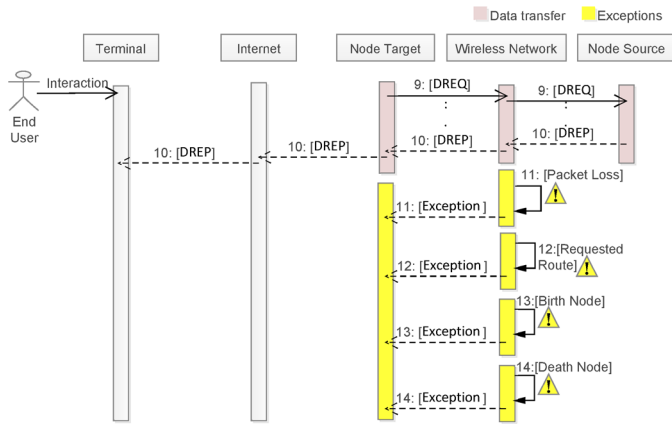 Data transfer
Exceptions
Terminal
Internet
Node Target
Wireless Network
Node Source
End
User
Interaction
9: [DREQ]
9: [DREQ]
10: [DREP]
10: [DREP]
10: [DREP]
10: [DREP]
11: [Packet Loss]
11: [Exception]
12:[Requested
Route]
12: [Exception]
13:[Birth Node]
13: [Exception]
14:[Death Node]
14: [Exception]